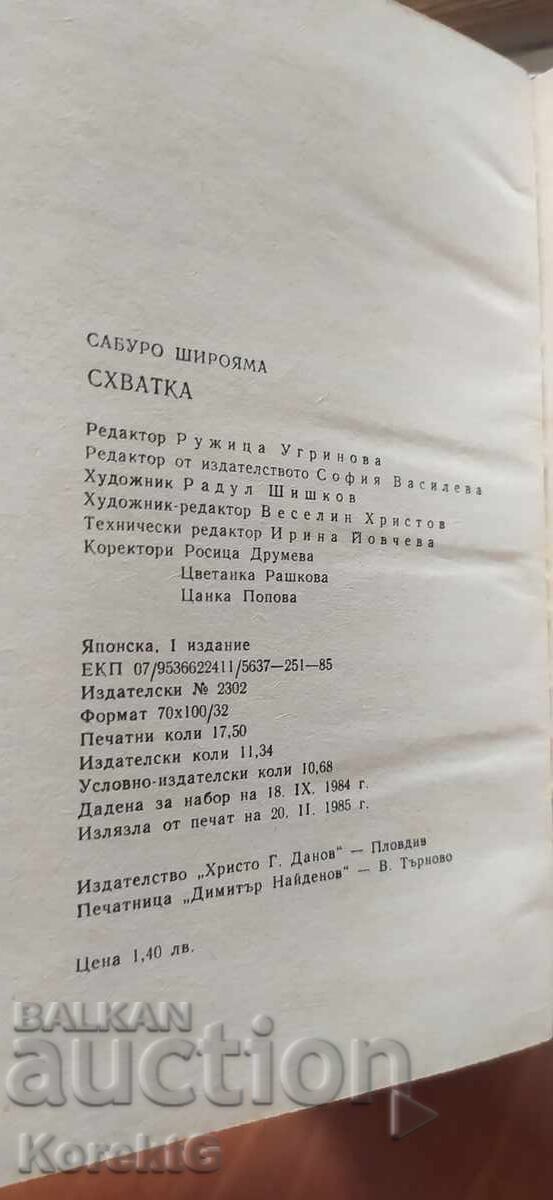 САБУРО ШИРОЯМА
СХВАТКА
Редактор Ружица Угринова
Редактор от издателството София Василева
Художник Радул Шишков
Художник-редактор Веселин Христов
Технически редактор Ирина Йовчева
Коректори Росица Друмева
Цветанка Рашкова
Цанка Попова
Японска, I издание
ЕКП 07/9536622411/5637—251—85
Издателски № 2302
Формат 70x100/32
Печатни коли 17,50
Издателски коли 11,34
Условно-издателски коли 10,68
Дадена за набор на 18. IX. 1984 г.
Излязла от печат на 20. II. 1985 г.
Издателство „Христо Г. Данов" — Пловдив
Печатница „Димитър Найденов" — В. Търново
Цена 1,40 лв.
BALKAN
auction
KorektG